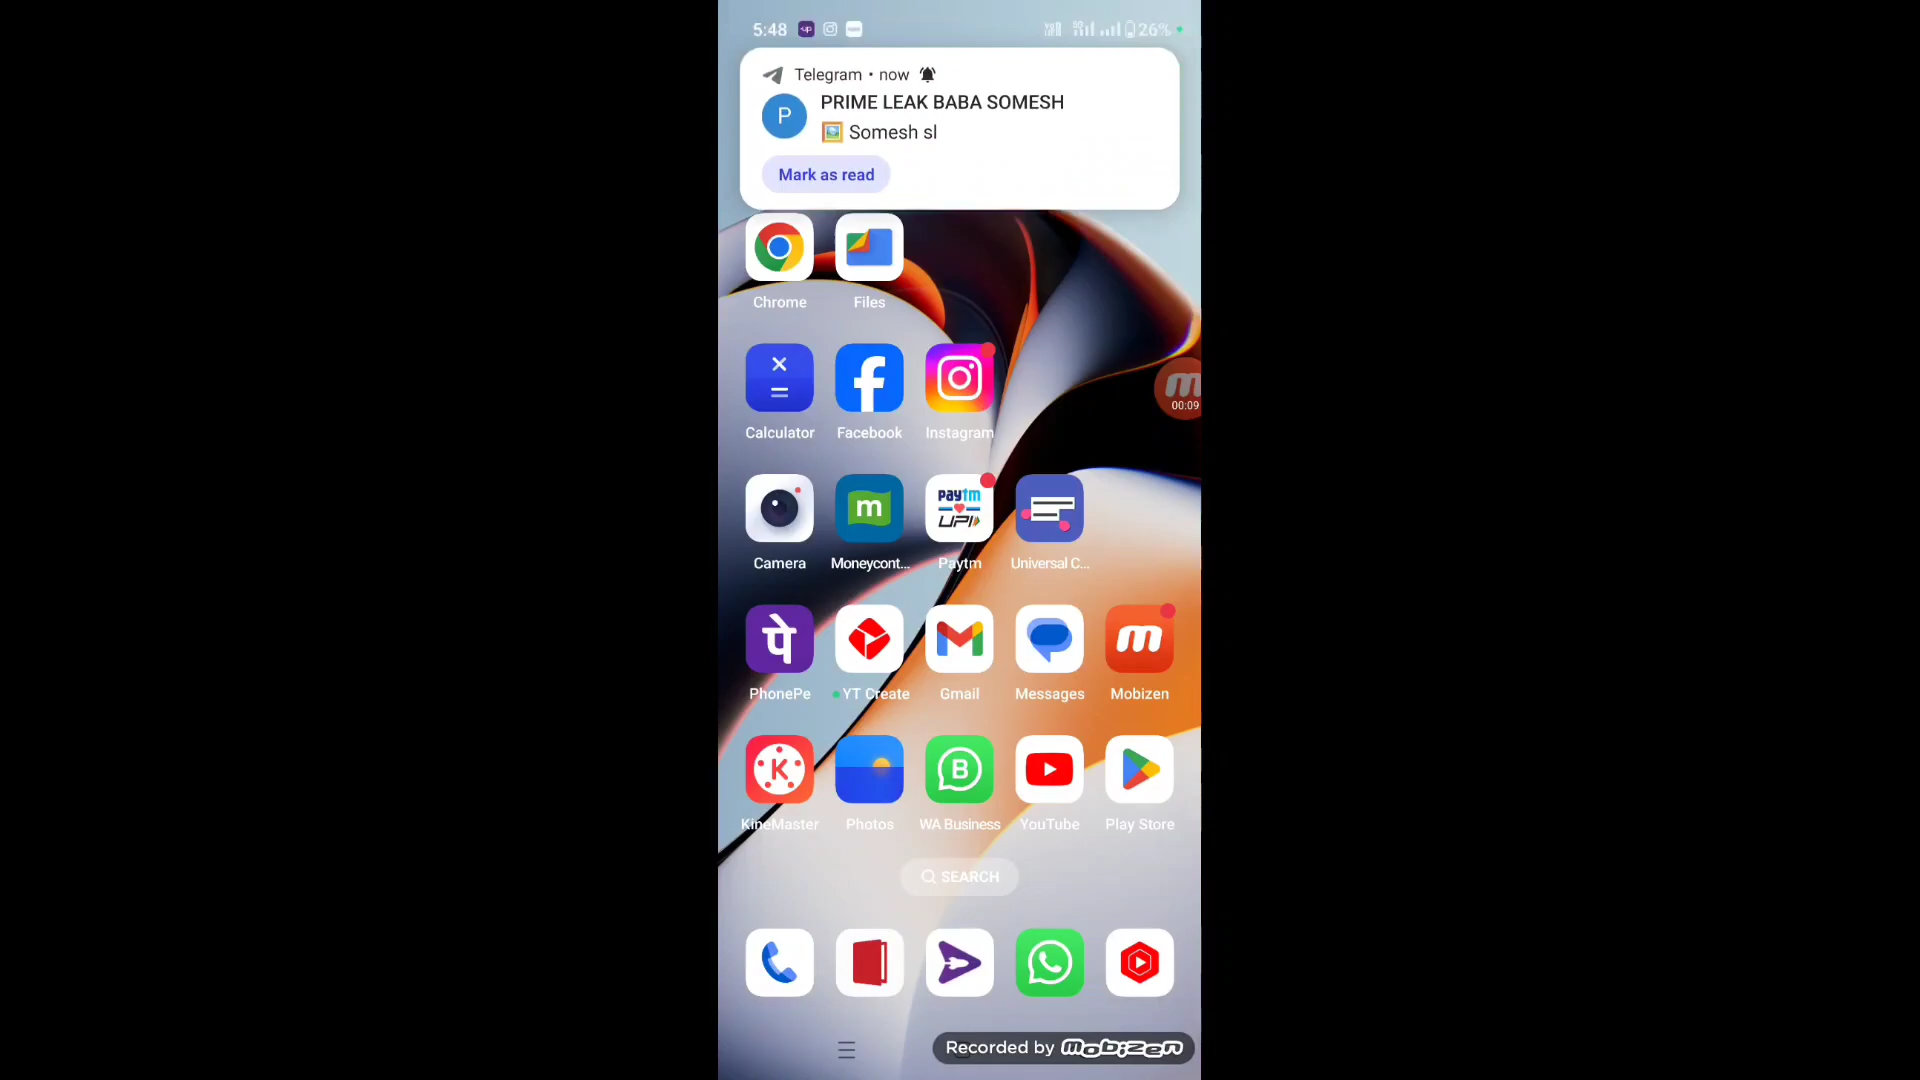 5:48
26%
Telegram • now
PRIME LEAK BABA SOMESH
P
Somesh sl
Mark as read
Chrome
Files
00:09
Calculator
Facebook
Instagram
m
paytm
UPI
Camera
Moneycont...
Paytm
Universal C...
पे
PhonePe
YT Create
Gmail
Messages
Mobizen
K
B
KineMaster
Photos
WA Business
YouTube
Play Store
SEARCH
Recorded by mobizen